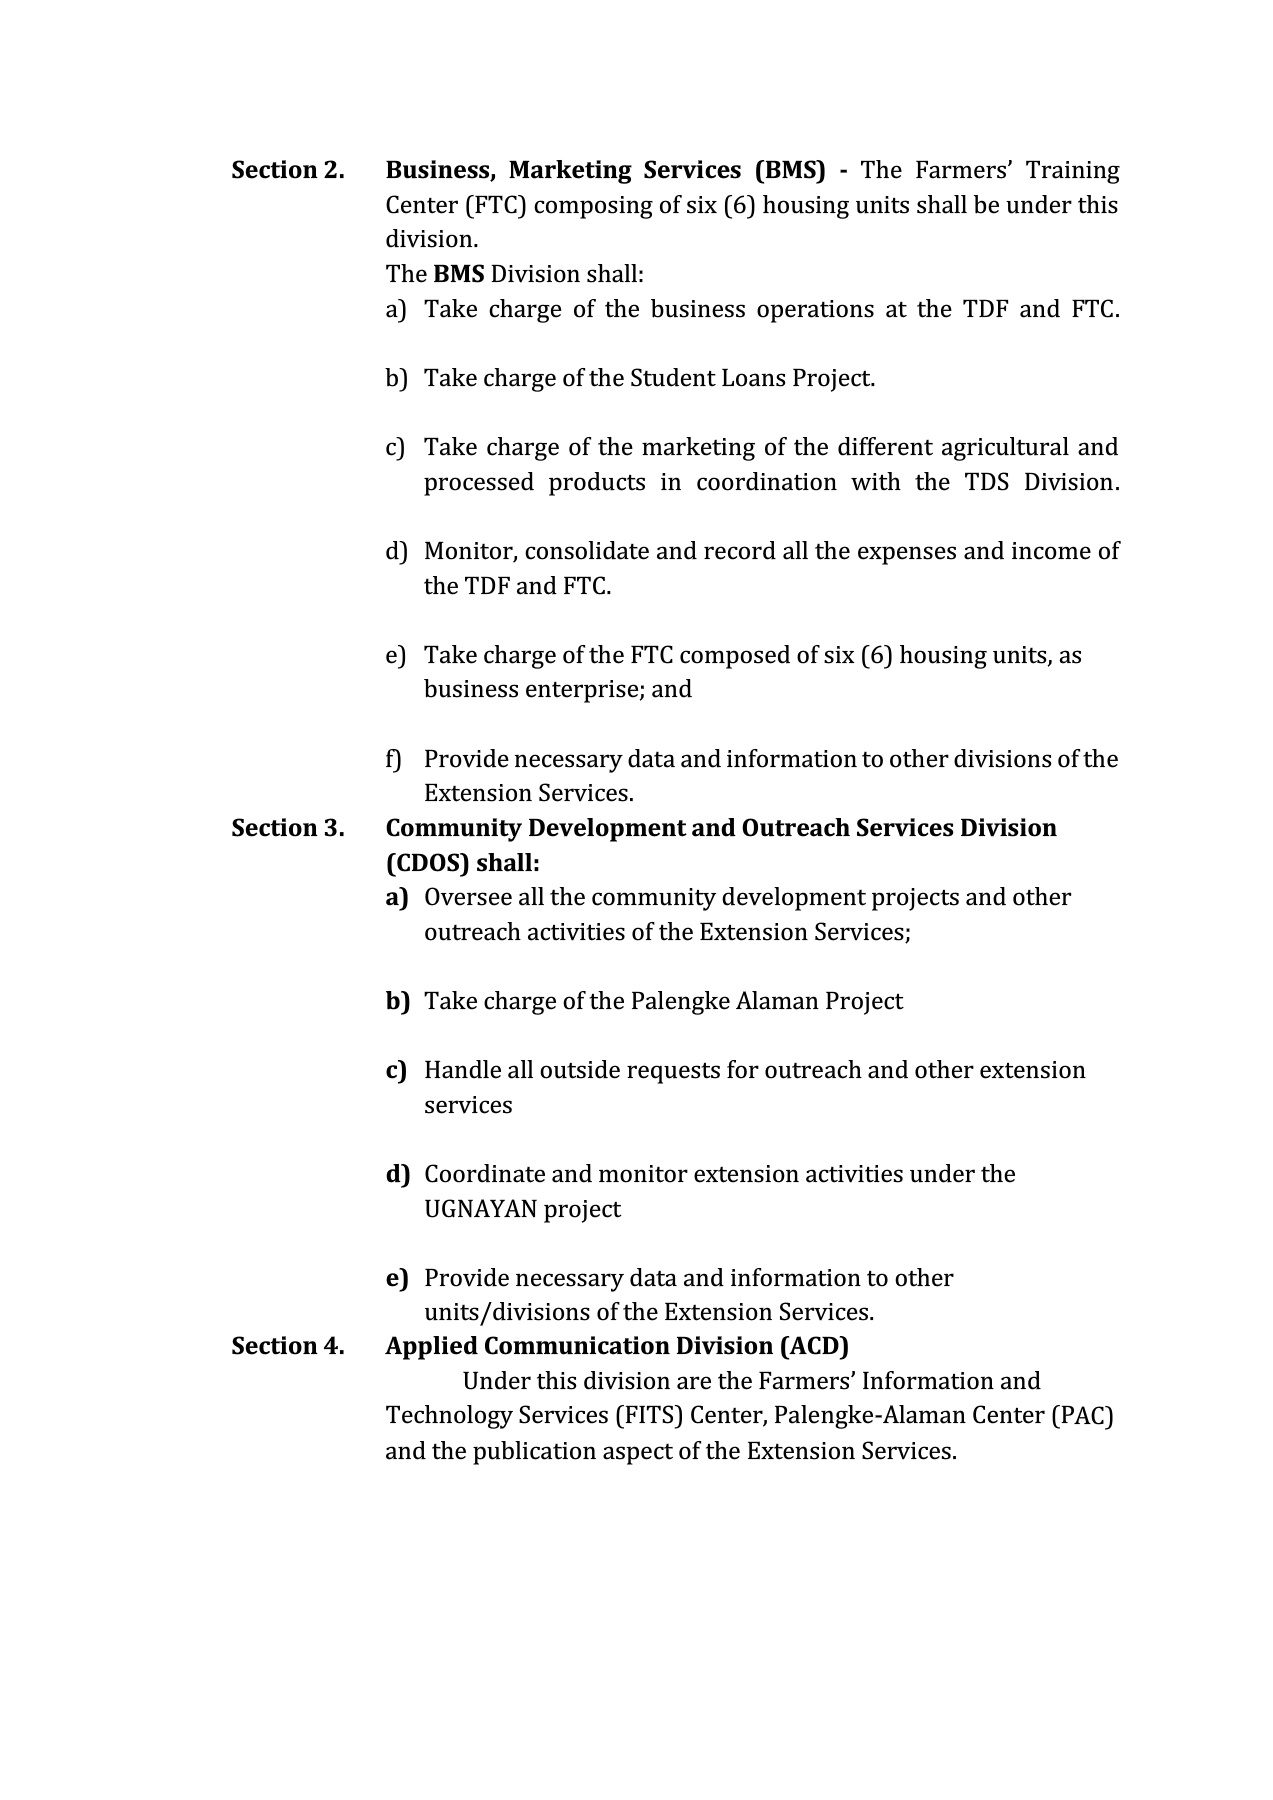 Section 2. Business, Marketing Services (BMS) - The Farmers’ Training
Center (FTC) composing of six (6) housing units shall be under this
division.
The BMS Division shall:
a) Take charge of the business operations at the TDF and FTC.
b) Take charge of the Student Loans Project.
c) Take charge of the marketing of the different agricultural and
processed products in coordination with the TDS Division.
d) Monitor, consolidate and record all the expenses and income of
the TDF and FTC.
e) Take charge of the FTC composed of six (6) housing units, as
business enterprise; and
f) Provide necessary data and information to other divisions of the
Extension Services.
Section 3. Community Development and Outreach Services Division
(CDOS) shall:
a) Oversee all the community development projects and other
outreach activities of the Extension Services;
b) Take charge of the Palengke Alaman Project
c) Handle all outside requests for outreach and other extension
services
d) Coordinate and monitor extension activities under the
UGNAYAN project
e) Provide necessary data and information to other
units/divisions of the Extension Services.
Section 4. Applied Communication Division (ACD)
Under this division are the Farmers’ Information and
Technology Services (FITS) Center, Palengke-Alaman Center (PAC)
and the publication aspect of the Extension Services.